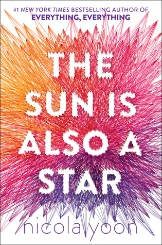 #1 NEW YORK TIMES BESTSELLING AUTHOR OF
EVERYTHING, EVERYTHING
THE
SUN IS
ALSO A
STAR
nicola yoon